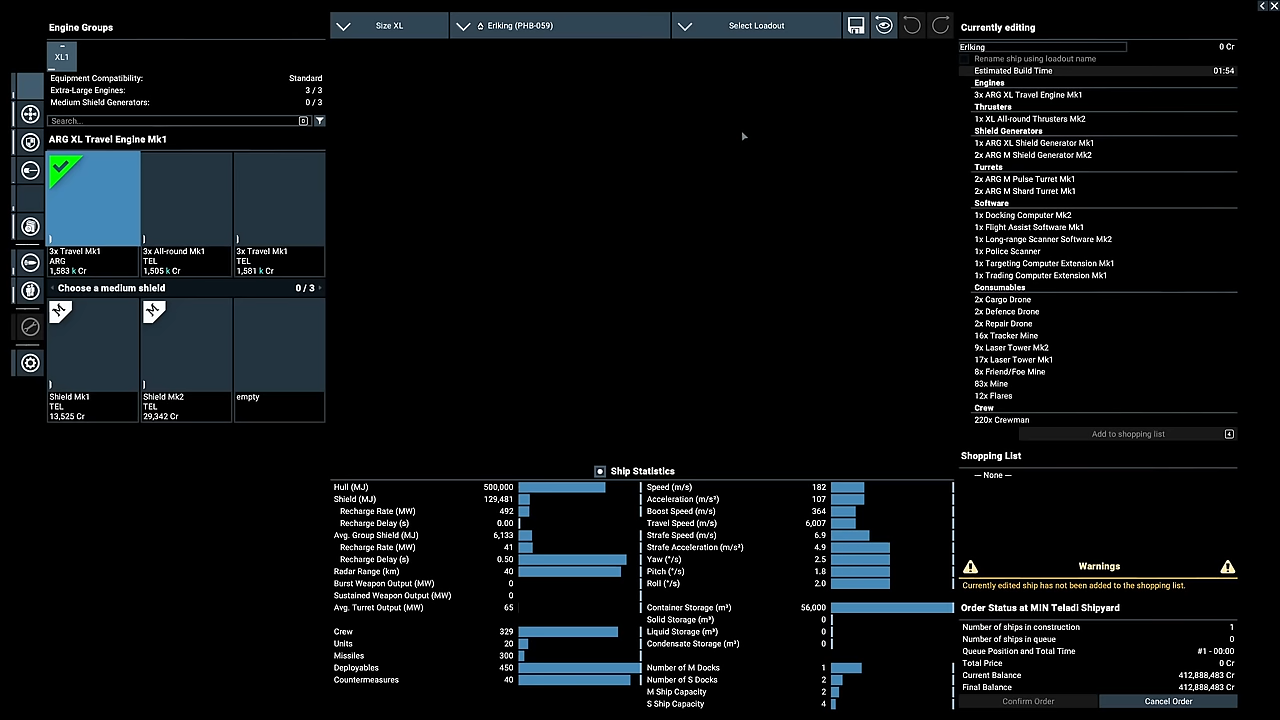 Engine Groups
XL1
Equipment Compatibility: Standard
Extra-Large Engines: 3 / 3
Medium Shield Generators: 0 / 3
Search...
ARG XL Travel Engine Mk1
3x Travel Mk1
ARG
1,583 k Cr
3x All-round Mk1
TEL
1,505 k Cr
3x Travel Mk1
TEL
1,581 k Cr
Choose a medium shield 0 / 3
M
M
Shield Mk1
TEL
13,525 Cr
Shield Mk2
TEL
29,342 Cr
empty
Size XL
Erlking (PHB-059)
Select Loadout
Ship Statistics
Hull (MJ) 500,000
Shield (MJ) 129,481
Recharge Rate (MW) 492
Recharge Delay (s) 0.00
Avg. Group Shield (MJ) 6,133
Recharge Rate (MW) 41
Recharge Delay (s) 0.50
Radar Range (km) 40
Burst Weapon Output (MW) 0
Sustained Weapon Output (MW) 0
Avg. Turret Output (MW) 65
Crew 329
Units 20
Missiles 300
Deployables 450
Countermeasures 40
Speed (m/s) 182
Acceleration (m/s²) 107
Boost Speed (m/s) 364
Travel Speed (m/s) 6,007
Strafe Speed (m/s) 6.9
Strafe Acceleration (m/s²) 4.9
Yaw (°/s) 2.5
Pitch (°/s) 1.8
Roll (°/s) 2.0
Container Storage (m³) 56,000
Solid Storage (m³) 0
Liquid Storage (m³) 0
Condensate Storage (m³) 0
Number of M Docks 1
Number of S Docks 2
M Ship Capacity 2
S Ship Capacity 4
Currently editing
Erlking 0 Cr
Rename ship using loadout name
Estimated Build Time 01:54
Engines
3x ARG XL Travel Engine Mk1
Thrusters
1x XL All-round Thrusters Mk2
Shield Generators
1x ARG XL Shield Generator Mk1
2x ARG M Shield Generator Mk2
Turrets
2x ARG M Pulse Turret Mk1
2x ARG M Shard Turret Mk1
Software
1x Docking Computer Mk2
1x Flight Assist Software Mk1
1x Long-range Scanner Software Mk2
1x Police Scanner
1x Targeting Computer Extension Mk1
1x Trading Computer Extension Mk1
Consumables
2x Cargo Drone
2x Defence Drone
2x Repair Drone
16x Tracker Mine
9x Laser Tower Mk2
17x Laser Tower Mk1
8x Friend/Foe Mine
83x Mine
12x Flares
Crew
220x Crewman
Add to shopping list
Shopping List
— None —
Warnings
Currently edited ship has not been added to the shopping list.
Order Status at MIN Teladi Shipyard
Number of ships in construction 1
Number of ships in queue 0
Queue Position and Total Time #1 - 00:00
Total Price 0 Cr
Current Balance 412,888,483 Cr
Final Balance 412,888,483 Cr
Confirm Order
Cancel Order